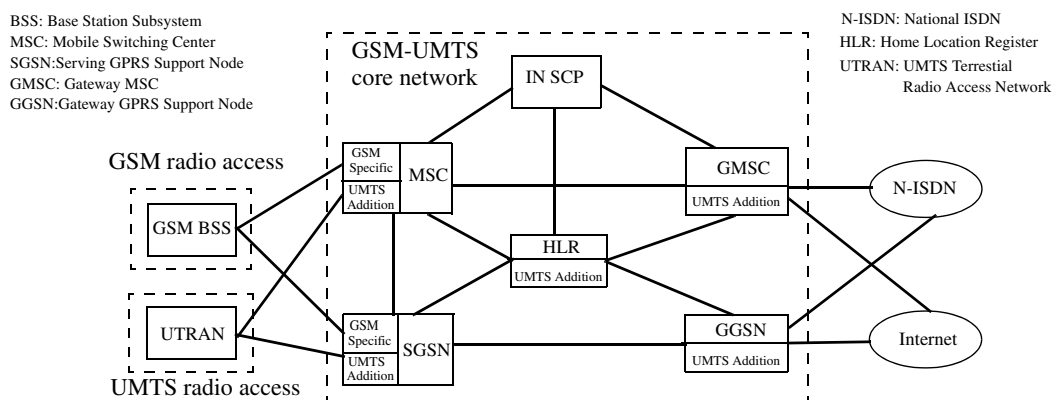 BSS: Base Station Subsystem
MSC: Mobile Switching Center
SGSN:Serving GPRS Support Node
GMSC: Gateway MSC
GGSN:Gateway GPRS Support Node
N-ISDN: National ISDN
HLR: Home Location Register
UTRAN: UMTS Terrestial
Radio Access Network
GSM-UMTS
core network
IN SCP
GSM radio access
GSM BSS
GSM
Specific
UMTS
Addition
MSC
GMSC
UMTS Addition
N-ISDN
HLR
UMTS Addition
UTRAN
UMTS radio access
GSM
Specific
UMTS
Addition
SGSN
GGSN
UMTS Addition
Internet